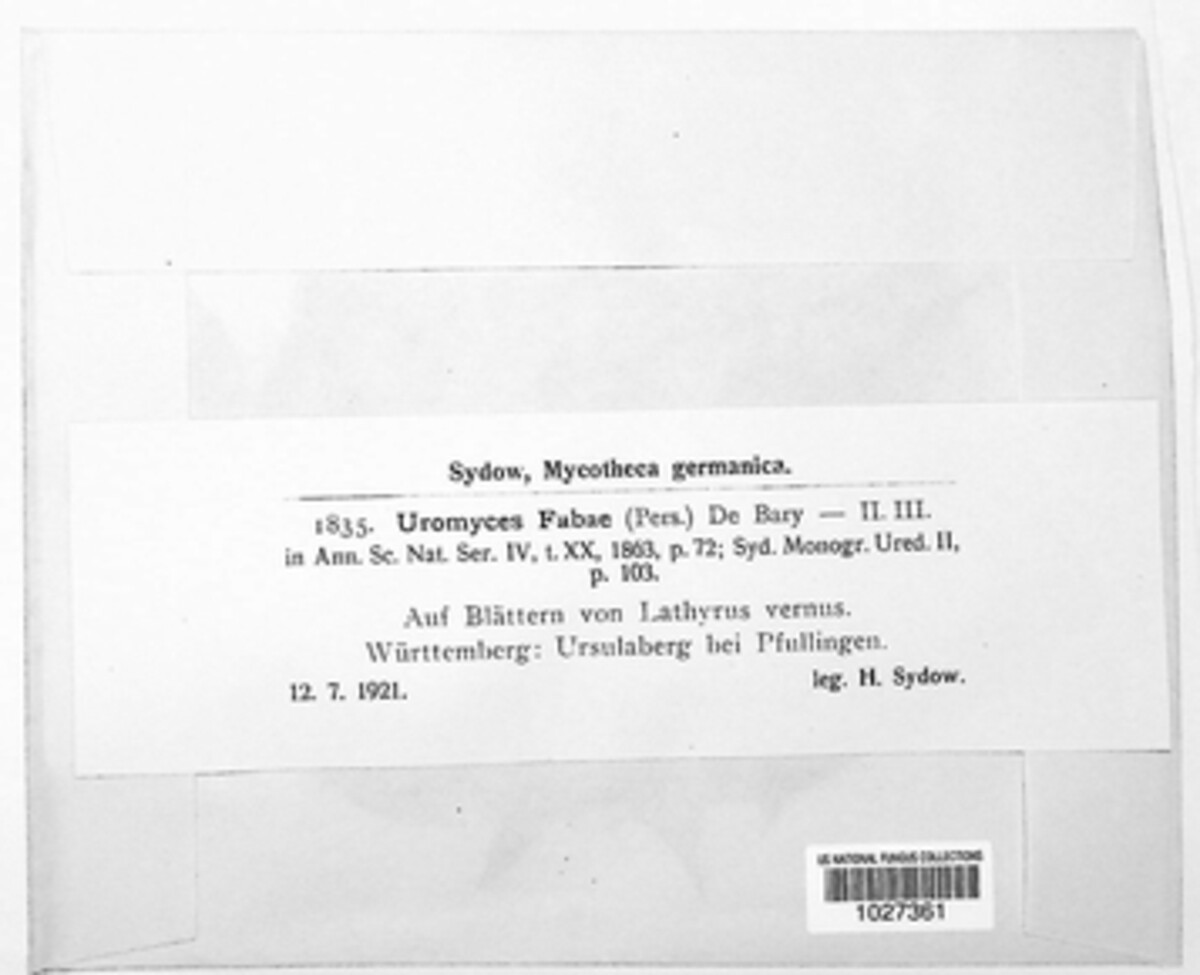 Sydow, Mycotheca germanica.
1835. Uromyces Fabae (Pers.) De Bary — II. III.
in Ann. Sc. Nat. Ser. IV, t. XX, 1863, p. 72; Syd. Monogr. Ured. II,
p. 103.
Auf Blättern von Lathyrus vernus.
Württemberg: Ursulaberg bei Pfullingen.
12. 7. 1921. leg. H. Sydow.
US NATIONAL FUNGUS COLLECTIONS
1027361